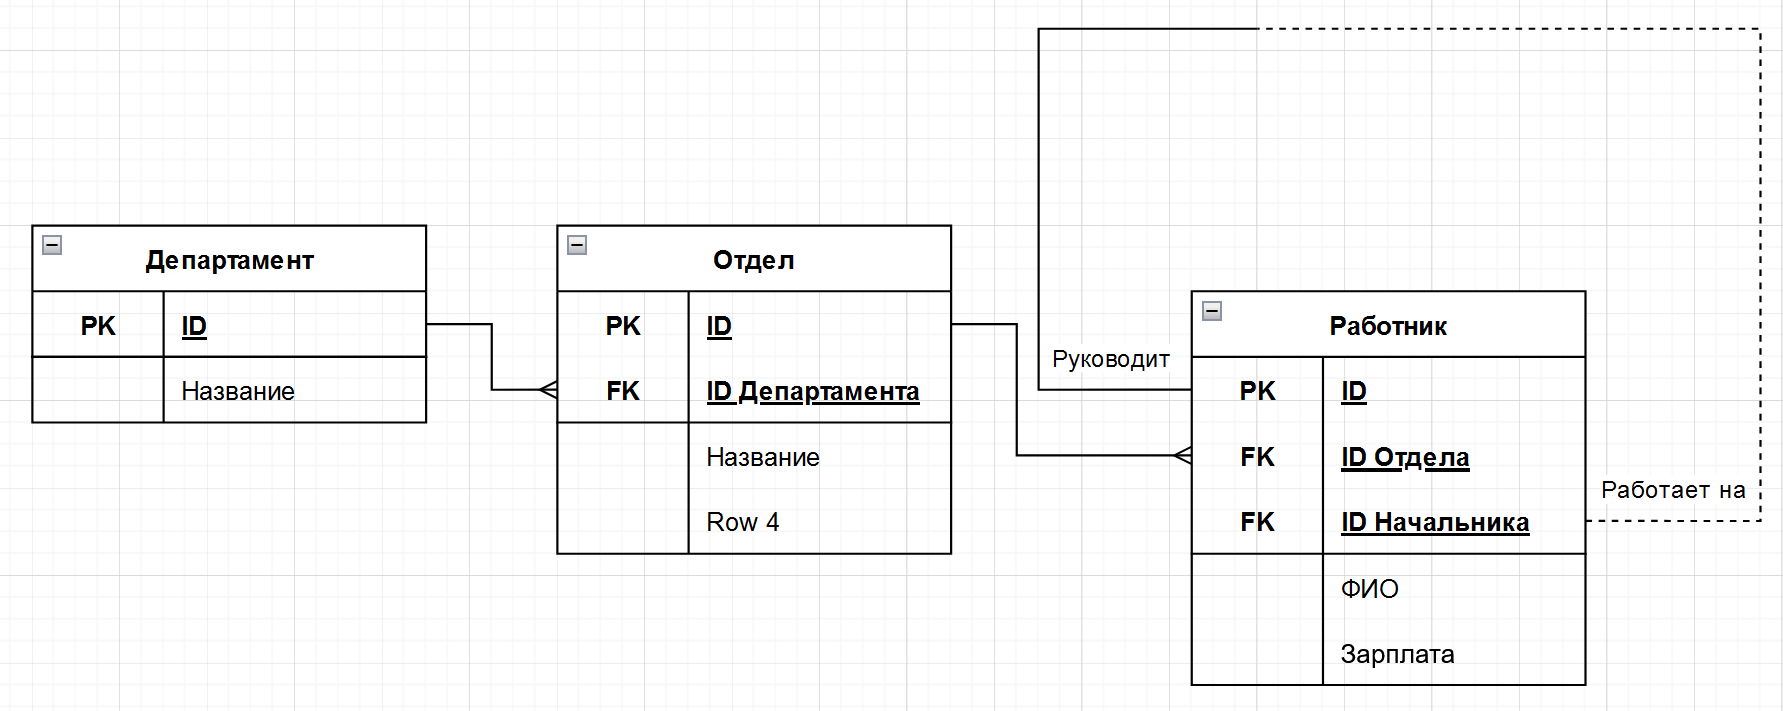 Департамент
PK ID
Название
Отдел
PK ID
FK ID Департамента
Название
Row 4
Руководит
Работник
PK ID
FK ID Отдела
FK ID Начальника
ФИО
Зарплата
Работает на